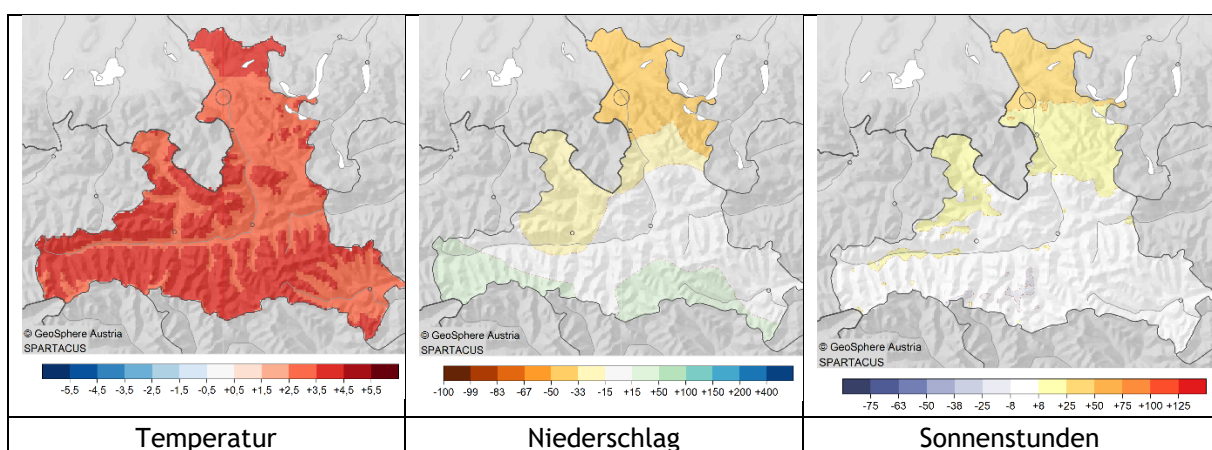 © GeoSphere Austria
SPARTACUS
-5,5 -4,5 -3,5 -2,5 -1,5 -0,5 +0,5 +1,5 +2,5 +3,5 +4,5 +5,5
Temperatur
© GeoSphere Austria
SPARTACUS
-100 -99 -83 -67 -50 -33 -15 +15 +50 +100 +150 +200 +400
Niederschlag
© GeoSphere Austria
SPARTACUS
-75 -63 -50 -38 -25 -8 +8 +25 +50 +75 +100 +125
Sonnenstunden